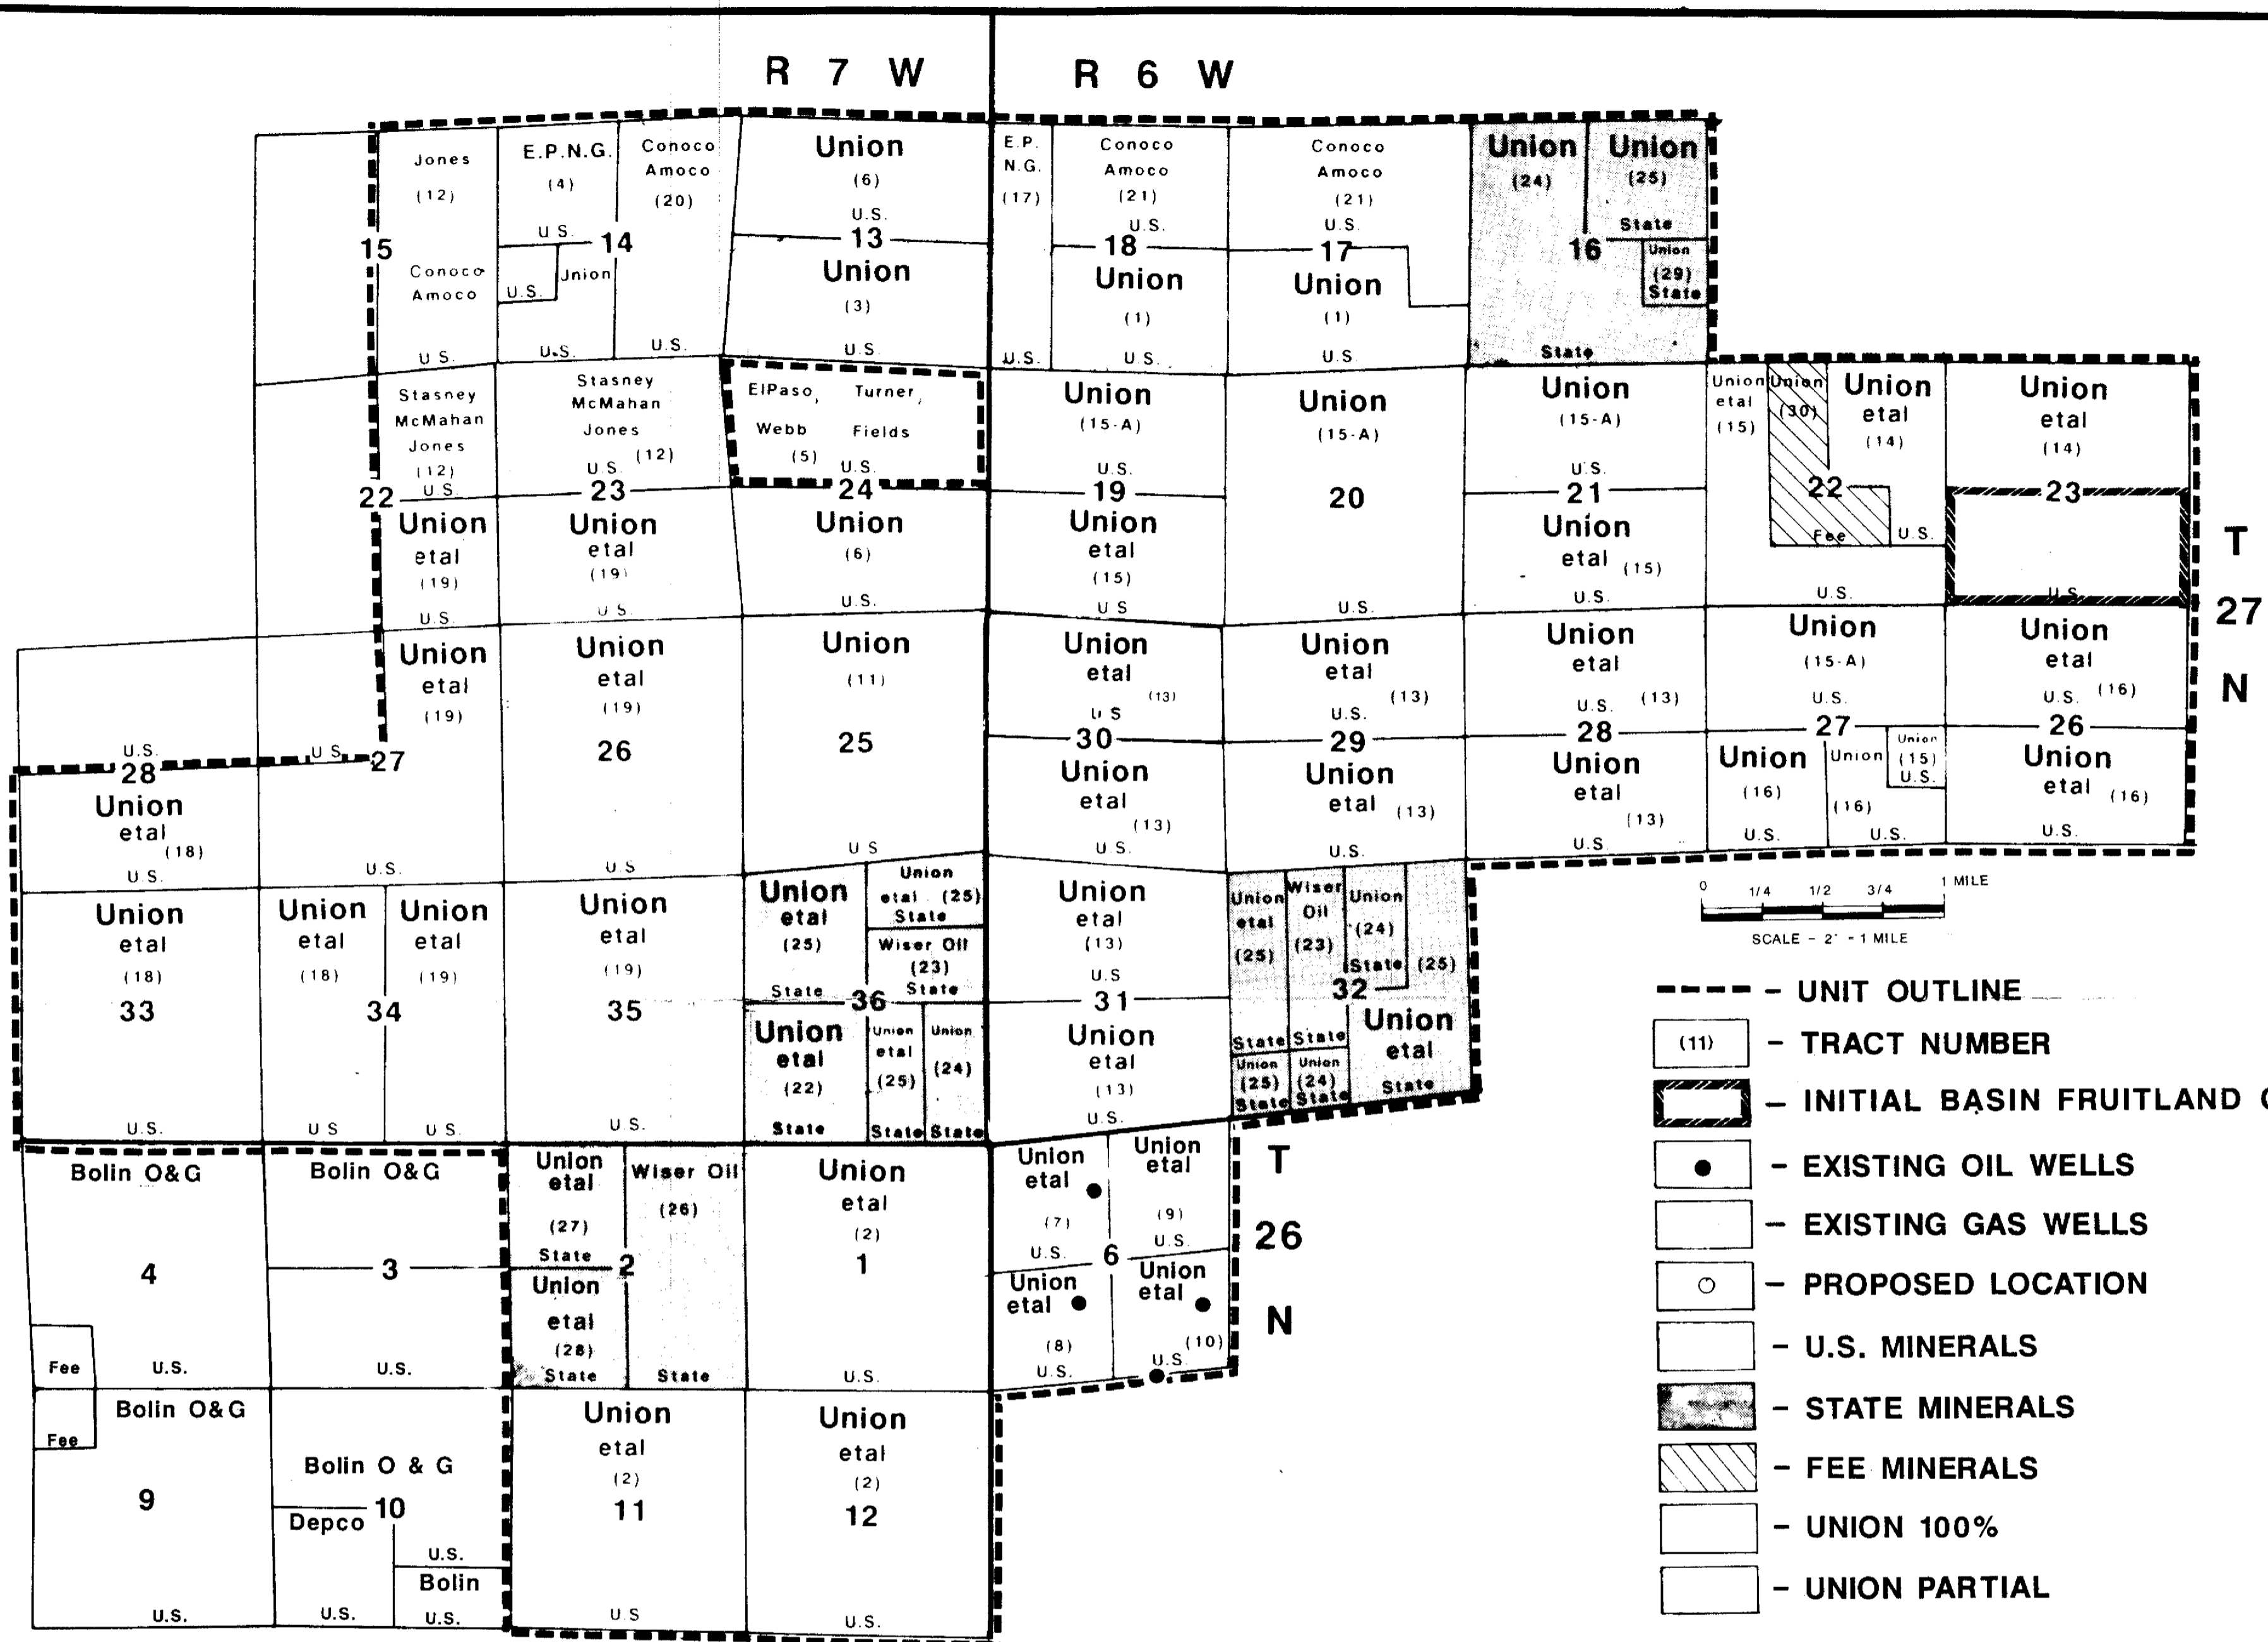 R 7 W
R 6 W
Jones
(12)
15
Conoco
Amoco
U S.
E.P.N.G.
(4)
U S.
14
Union
U.S.
U.S.
Conoco
Amoco
(20)
U.S.
Union
(6)
U.S.
13
Union
(3)
U.S.
E.P.
N.G.
(17)
U.S.
Conoco
Amoco
(21)
U.S.
18
Union
(1)
U.S.
Conoco
Amoco
(21)
U.S.
17
Union
(1)
U.S.
Union
(24)
Union
(25)
State
16
Union
(29)
State
State
Stasney
McMahan
Jones
(12)
U.S.
22
Union
etal
(19)
U.S.
Stasney
McMahan
Jones
U.S. (12)
23
Union
etal
(19)
U S.
ElPaso, Turner,
Webb Fields
(5) U.S.
24
Union
(6)
U.S.
Union
(15-A)
U.S.
19
Union
etal
(15)
U S
Union
(15-A)
20
U.S.
Union
(15-A)
U.S.
21
Union
etal (15)
U.S.
Union
etal
(15)
Union
(30)
Fee
Union
etal
(14)
22
U.S.
U.S.
Union
etal
(14)
23
U.S.
T
27
N
U.S.
28
Union
etal
(18)
U.S.
U S.
27
Union
etal
(19)
U.S.
Union
etal
(19)
26
U.S
Union
(11)
25
U S
Union
etal
(13)
U S
30
Union
etal
(13)
U S.
Union
etal
(13)
U.S.
29
Union
etal (13)
U.S.
Union
etal
U.S. (13)
28
Union
etal
(13)
U.S
Union
(15-A)
U.S.
27
Union
(16)
U.S.
Union
(16)
U.S.
Union
(15)
U.S.
Union
etal
U.S. (16)
26
Union
etal (16)
U.S.
Union
etal
(18)
33
U.S.
Union
etal
(18)
U S
34
Union
etal
(19)
U.S.
Union
etal
(19)
35
U.S.
Union
etal
(25)
State
Union
etal (25)
State
Wiser Oil
(23)
State
36
Union
etal
(22)
State
Union
etal
(25)
State
Union
(24)
State
Union
etal
(13)
U.S
31
Union
etal
(13)
U.S.
Union
etal
(25)
State
Wiser
Oil
(23)
State
Union
(24)
State
(25)
32
Union
etal
State
Union
(25)
State
Union
(24)
State
Bolin O&G
4
Fee
U.S.
Bolin O&G
3
U.S.
Union
etal
(27)
State
2
Union
etal
(28)
State
Wiser Oil
(26)
State
Union
etal
(2)
1
U.S.
Union
etal
(7)
U.S.
Union
etal
(9)
U.S.
6
Union
etal
(8)
U.S.
Union
etal
(10)
U.S.
T
26
N
Fee
Bolin O&G
9
U.S.
Bolin O & G
10
Depco
U.S.
U.S.
Bolin
U.S.
Union
etal
(2)
11
U.S
Union
etal
(2)
12
U.S.
0 1/4 1/2 3/4 1 MILE
SCALE - 2" - 1 MILE
- UNIT OUTLINE
(11) - TRACT NUMBER
- INITIAL BASIN FRUITLAND
- EXISTING OIL WELLS
- EXISTING GAS WELLS
- PROPOSED LOCATION
- U.S. MINERALS
- STATE MINERALS
- FEE MINERALS
- UNION 100%
- UNION PARTIAL